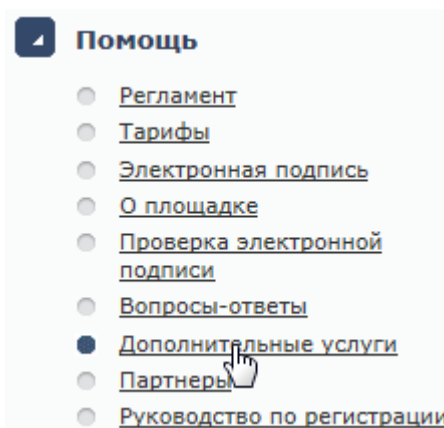 Помощь
Регламент
Тарифы
Электронная подпись
О площадке
Проверка электронной
подписи
Вопросы-ответы
Дополнительные услуги
Партнеры
Руководство по регистрации